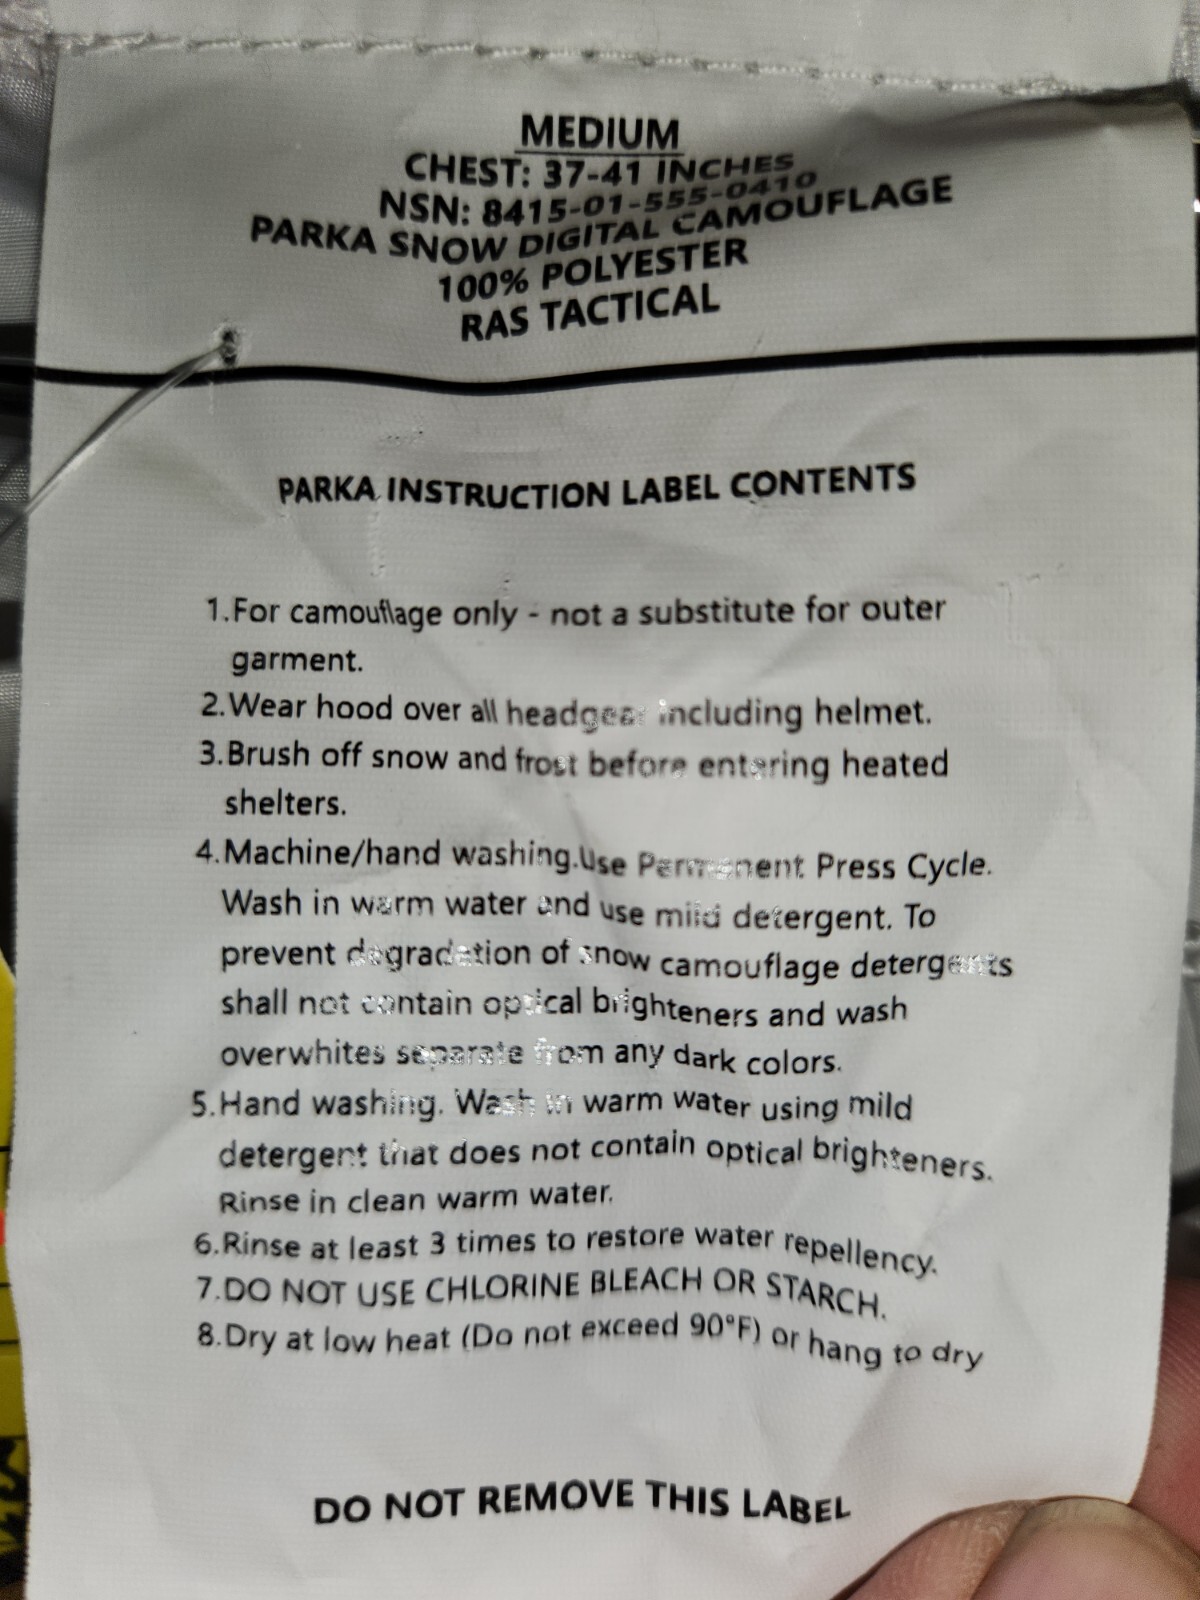 MEDIUM
CHEST: 37-41 INCHES
NSN: 8415-01-555-0410
PARKA SNOW DIGITAL CAMOUFLAGE
100% POLYESTER
RAS TACTICAL
PARKA INSTRUCTION LABEL CONTENTS
1.For camouflage only - not a substitute for outer
garment.
2.Wear hood over all headgear including helmet.
3.Brush off snow and frost before entering heated
shelters.
4.Machine/hand washing.Use Permanent Press Cycle.
Wash in warm water and use mild detergent. To
prevent degradation of snow camouflage detergents
shall not contain optical brighteners and wash
overwhites separate from any dark colors.
5.Hand washing. Wash in warm water using mild
detergent that does not contain optical brighteners.
Rinse in clean warm water.
6.Rinse at least 3 times to restore water repellency.
7.DO NOT USE CHLORINE BLEACH OR STARCH.
8.Dry at low heat (Do not exceed 90°F) or hang to dry
DO NOT REMOVE THIS LABEL